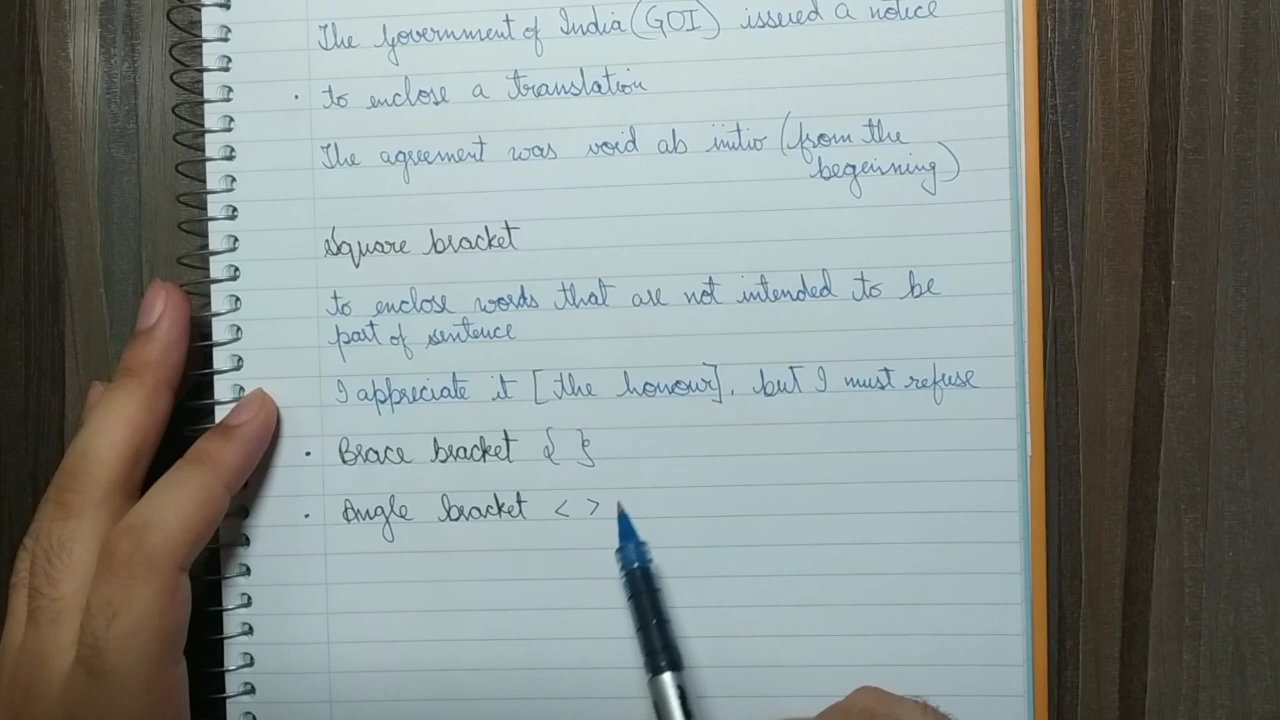 The Government of India (GOI) issued a notice
· to enclose a translation
The agreement was void ab initio (from the
beginning)
Square bracket
to enclose words that are not intended to be
part of sentence
I appreciate it [the honour], but I must refuse
· Brace bracket { }
· Angle bracket < >